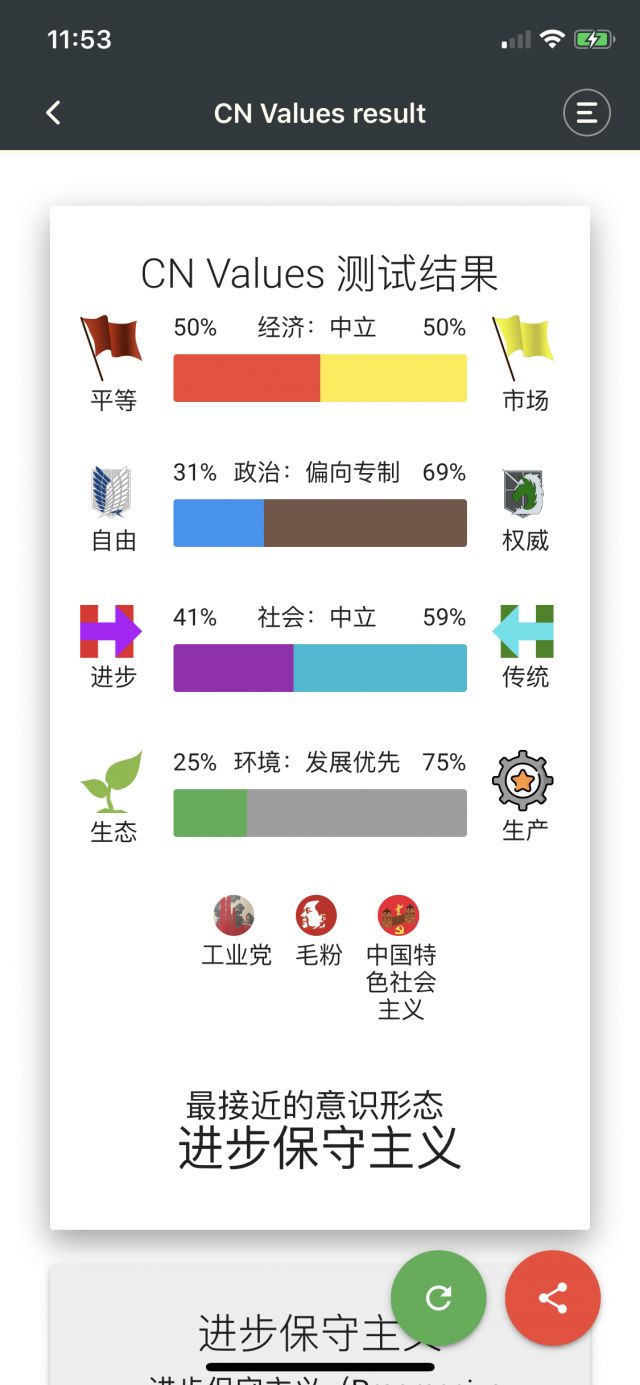 11:53
CN Values result
CN Values 测试结果
50% 经济：中立 50%
平等 市场
31% 政治：偏向专制 69%
自由 权威
41% 社会：中立 59%
进步 传统
25% 环境：发展优先 75%
生态 生产
工业党 毛粉 中国特
色社会
主义
最接近的意识形态
进步保守主义
进步保守主义